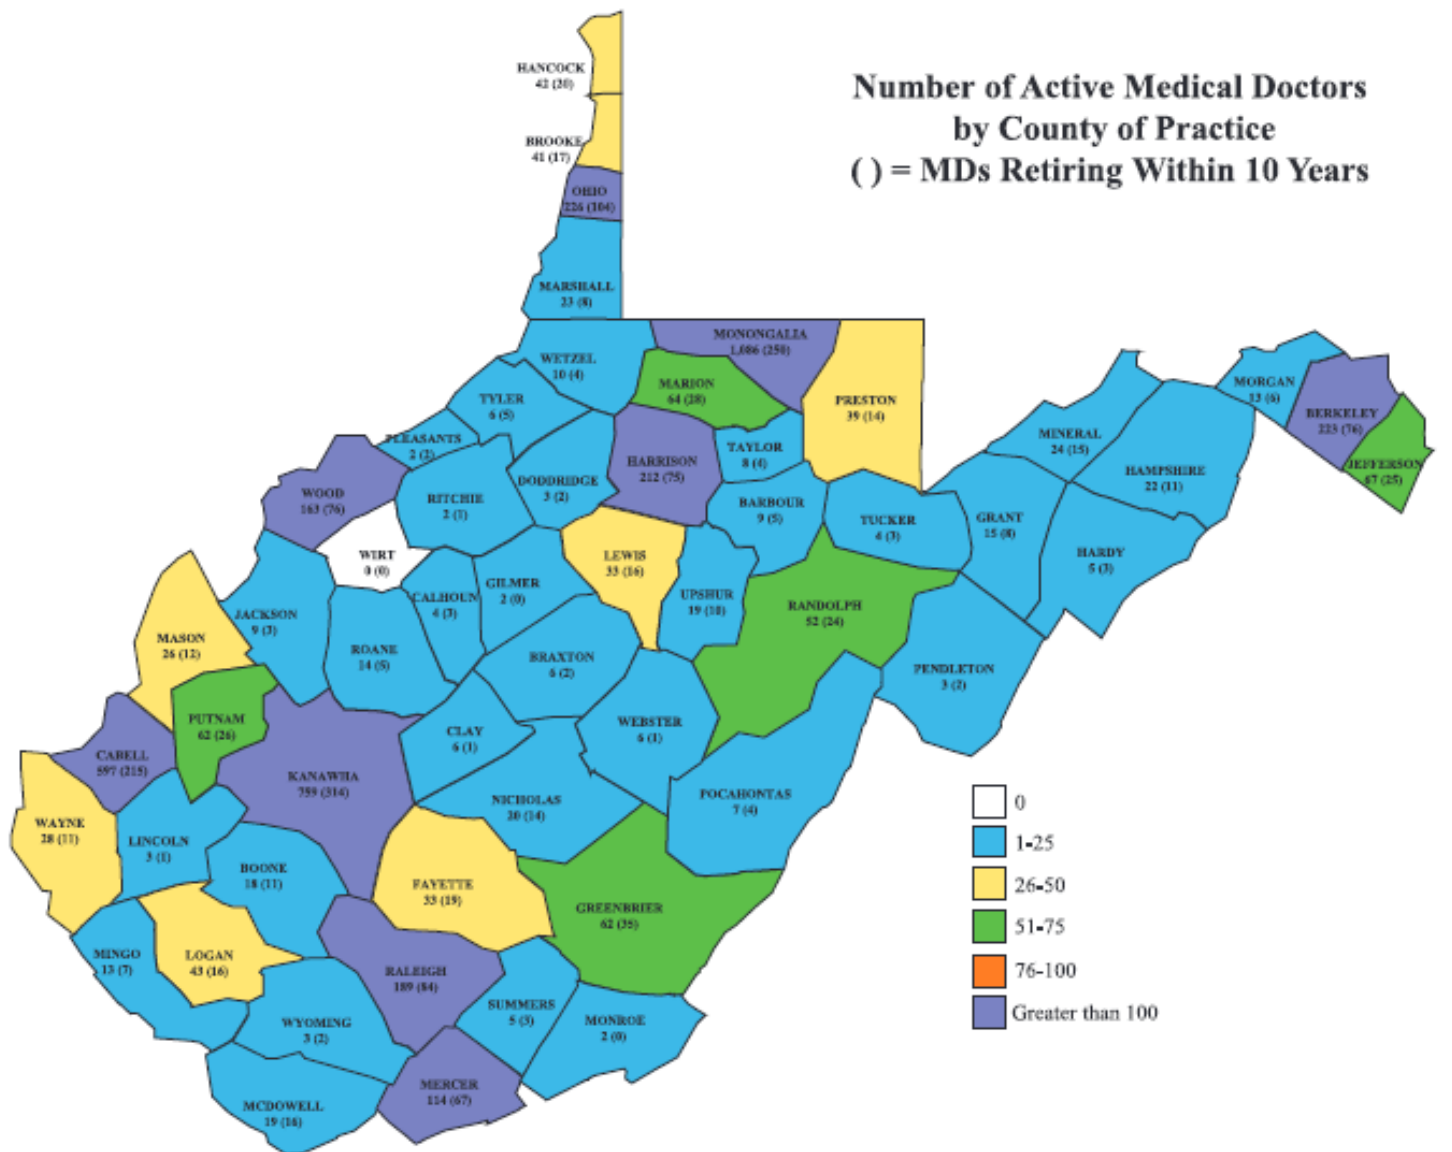 Number of Active Medical Doctors
by County of Practice
( ) = MDs Retiring Within 10 Years
HANCOCK
42 (20)
BROOKE
41 (17)
OHIO
226 (104)
MARSHALL
23 (8)
WETZEL
10 (4)
MONONGALIA
1,086 (250)
MARION
64 (28)
PRESTON
39 (14)
TYLER
6 (5)
PLEASANTS
2 (2)
DODDRIDGE
3 (2)
HARRISON
212 (75)
TAYLOR
8 (4)
BARBOUR
9 (5)
TUCKER
4 (3)
GRANT
15 (8)
MINERAL
24 (15)
HAMPSHIRE
22 (11)
HARDY
5 (3)
MORGAN
13 (6)
BERKELEY
223 (76)
JEFFERSON
67 (25)
WOOD
163 (76)
RITCHIE
2 (1)
WIRT
0 (0)
CALHOUN
4 (3)
GILMER
2 (0)
LEWIS
33 (16)
UPSHUR
19 (10)
RANDOLPH
52 (24)
PENDLETON
3 (2)
JACKSON
9 (3)
MASON
26 (12)
ROANE
14 (5)
BRAXTON
6 (2)
WEBSTER
6 (1)
PUTNAM
62 (26)
CLAY
6 (1)
CABELL
597 (215)
KANAWHA
759 (314)
NICHOLAS
20 (14)
POCAHONTAS
7 (4)
WAYNE
28 (11)
LINCOLN
3 (1)
BOONE
18 (11)
FAYETTE
33 (19)
GREENBRIER
62 (35)
MINGO
13 (7)
LOGAN
43 (16)
RALEIGH
189 (84)
SUMMERS
5 (3)
MONROE
2 (0)
WYOMING
3 (2)
MERCER
114 (67)
MCDOWELL
19 (16)
0
1-25
26-50
51-75
76-100
Greater than 100